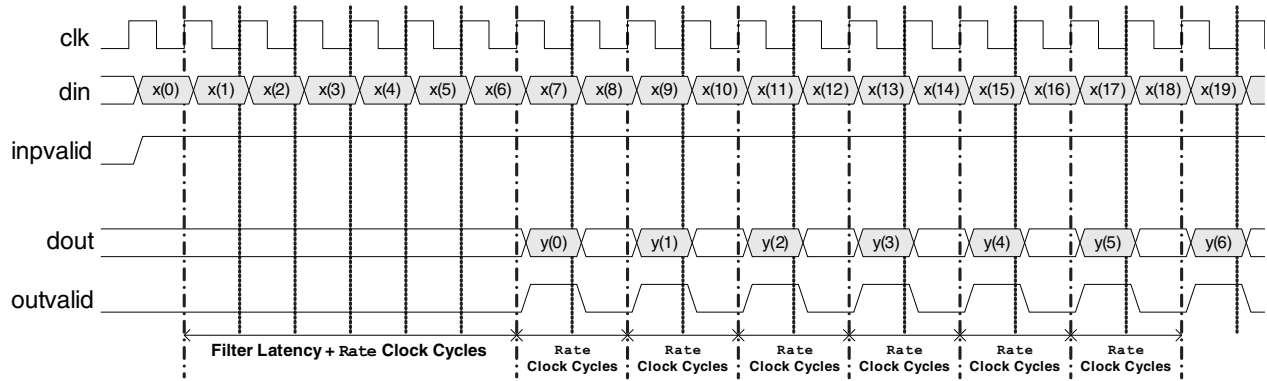 clk
din x(0) x(1) x(2) x(3) x(4) x(5) x(6) x(7) x(8) x(9) x(10) x(11) x(12) x(13) x(14) x(15) x(16) x(17) x(18) x(19)
inpvalid
dout y(0) y(1) y(2) y(3) y(4) y(5) y(6)
outvalid
Filter Latency + Rate Clock Cycles
Rate Rate Rate Rate Rate Rate
Clock Cycles Clock Cycles Clock Cycles Clock Cycles Clock Cycles Clock Cycles